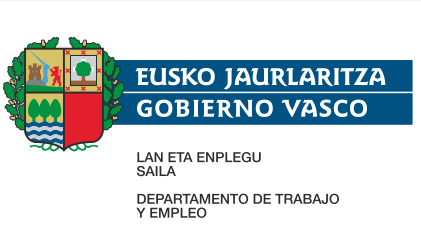 EUSKO JAURLARITZA
GOBIERNO VASCO
LAN ETA ENPLEGU
SAILA
DEPARTAMENTO DE TRABAJO
Y EMPLEO